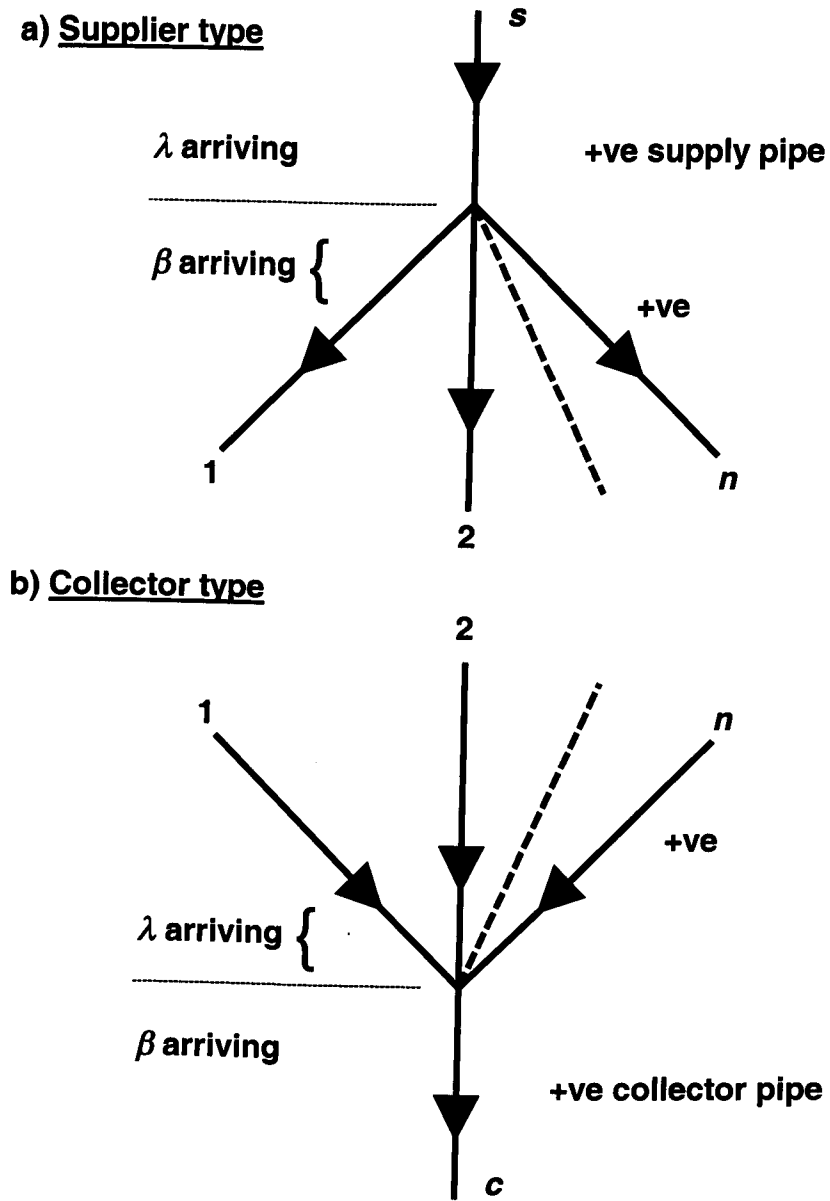 a) Supplier type
s
λ arriving
+ve supply pipe
β arriving {
+ve
1
n
2
b) Collector type
2
1
n
+ve
λ arriving {
β arriving
+ve collector pipe
c